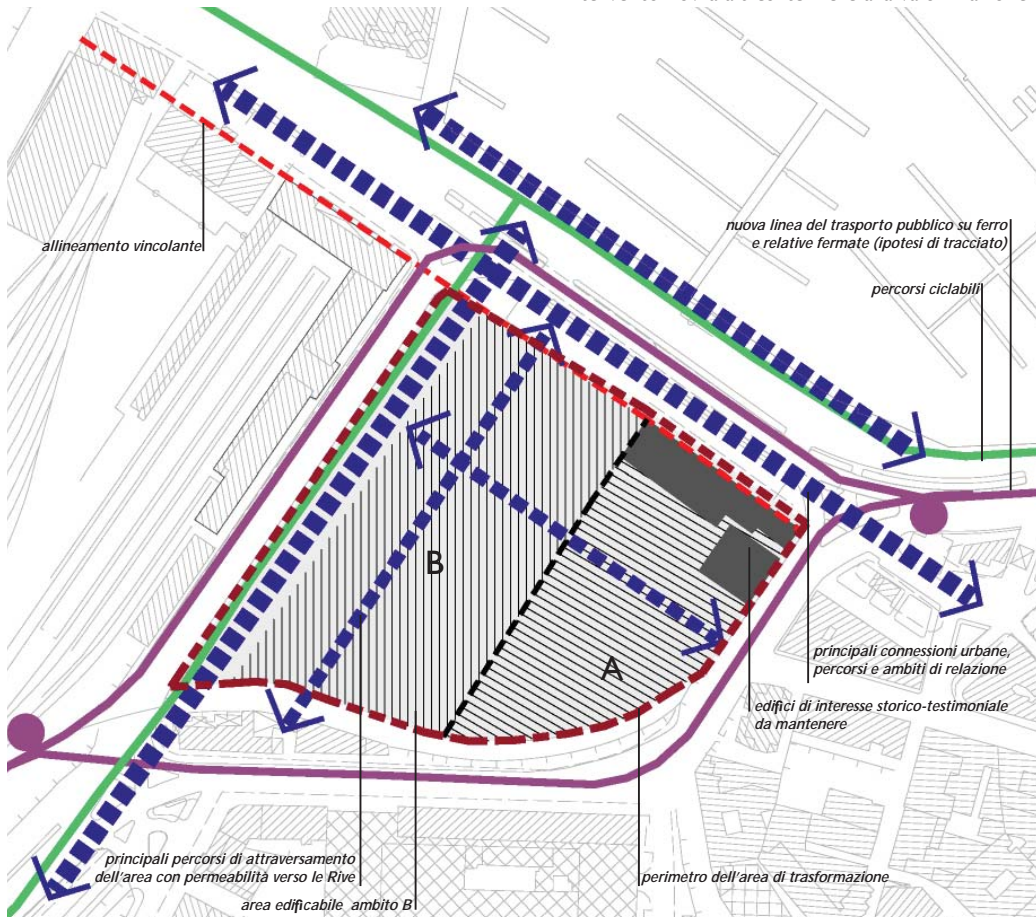 allineamento vincolante
nuova linea del trasporto pubblico su ferro
e relative fermate (ipotesi di tracciato)
percorsi ciclabili
B
A
principali connessioni urbane,
percorsi e ambiti di relazione
edifici di interesse storico-testimoniale
da mantenere
principali percorsi di attraversamento
dell'area con permeabilità verso le Rive
perimetro dell'area di trasformazione
area edificabile ambito B